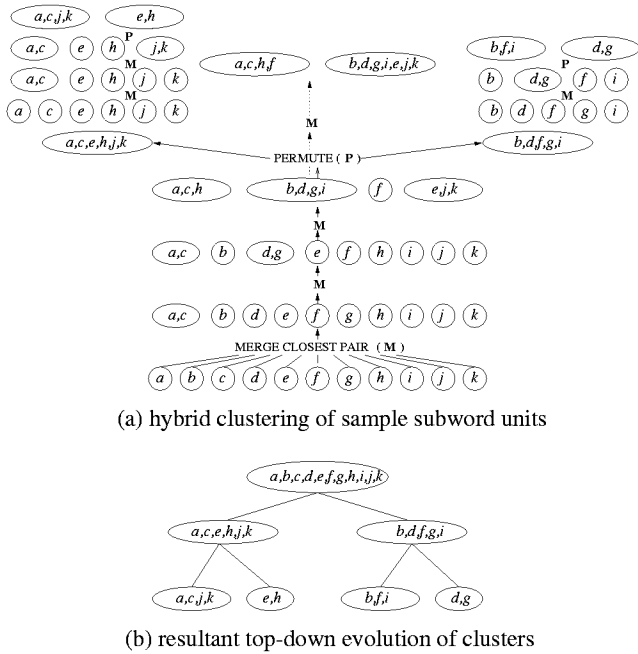 a,c,j,k e,h
P
a,c e h j,k
M
a,c e h j k
M
a c e h j k
a,c,e,h,j,k
a,c,h,f b,d,g,i,e,j,k
M
b,f,i d,g
P
b d,g f i
M
b d f g i
b,d,f,g,i
PERMUTE ( P )
a,c,h b,d,g,i f e,j,k
M
a,c b d,g e f h i j k
M
a,c b d e f g h i j k
MERGE CLOSEST PAIR ( M )
a b c d e f g h i j k
(a) hybrid clustering of sample subword units
a,b,c,d,e,f,g,h,i,j,k
a,c,e,h,j,k b,d,f,g,i
a,c,j,k e,h b,f,i d,g
(b) resultant top-down evolution of clusters